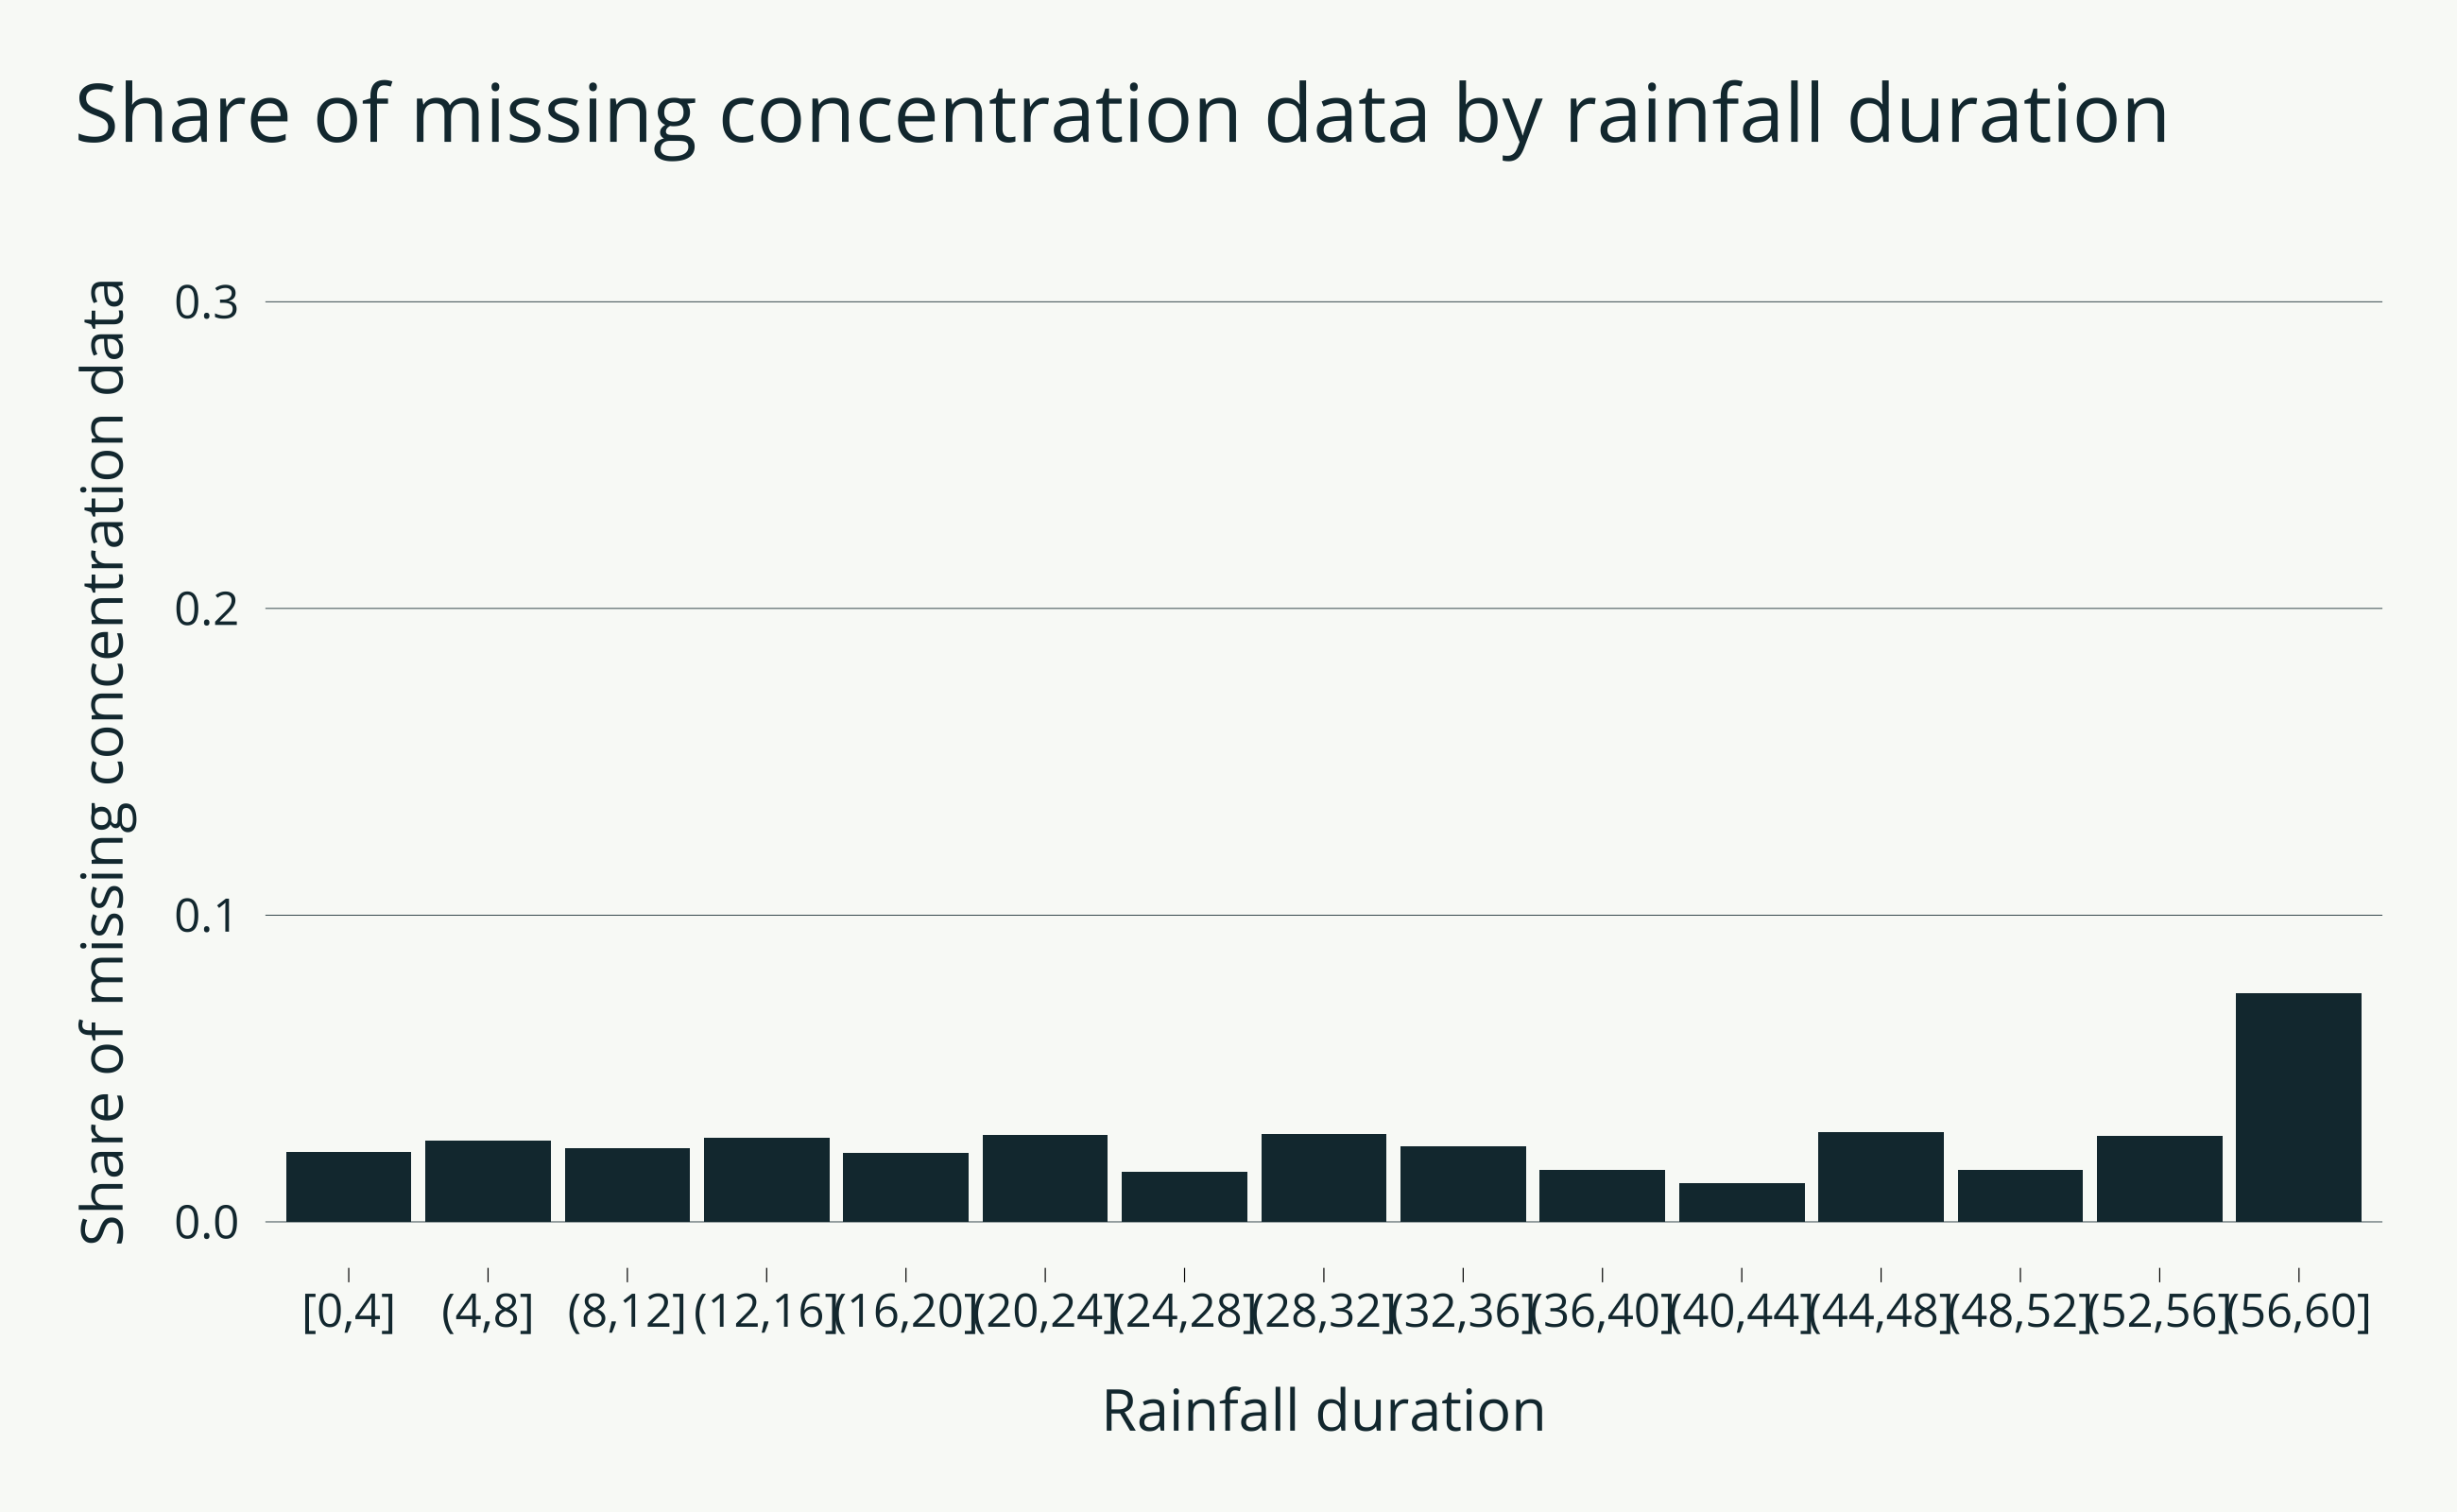 Share of missing concentration data by rainfall duration
Share of missing concentration data
0.3
0.2
0.1
0.0
[0,4] (4,8] (8,12] (12,16] (16,20] (20,24] (24,28] (28,32] (32,36] (36,40] (40,44] (44,48] (48,52] (52,56] (56,60]
Rainfall duration